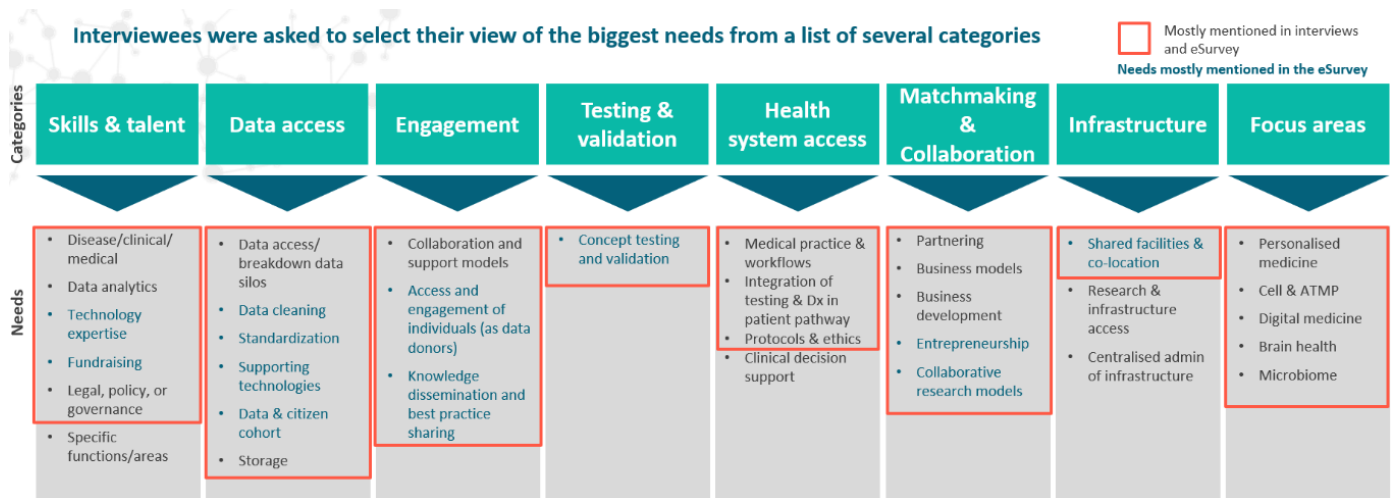 Interviewees were asked to select their view of the biggest needs from a list of several categories
Mostly mentioned in interviews
and eSurvey
Needs mostly mentioned in the eSurvey
Categories
Skills & talent
Data access
Engagement
Testing &
validation
Health
system access
Matchmaking
&
Collaboration
Infrastructure
Focus areas
Needs
• Disease/clinical/
medical
• Data analytics
• Technology
expertise
• Fundraising
• Legal, policy, or
governance
• Specific
functions/areas
• Data access/
breakdown data
silos
• Data cleaning
• Standardization
• Supporting
technologies
• Data & citizen
cohort
• Storage
• Collaboration and
support models
• Access and
engagement of
individuals (as data
donors)
• Knowledge
dissemination and
best practice
sharing
• Concept testing
and validation
• Medical practice &
workflows
• Integration of
testing & Dx in
patient pathway
• Protocols & ethics
• Clinical decision
support
• Partnering
• Business models
• Business
development
• Entrepreneurship
• Collaborative
research models
• Shared facilities &
co-location
• Research &
infrastructure
access
• Centralised admin
of infrastructure
• Personalised
medicine
• Cell & ATMP
• Digital medicine
• Brain health
• Microbiome